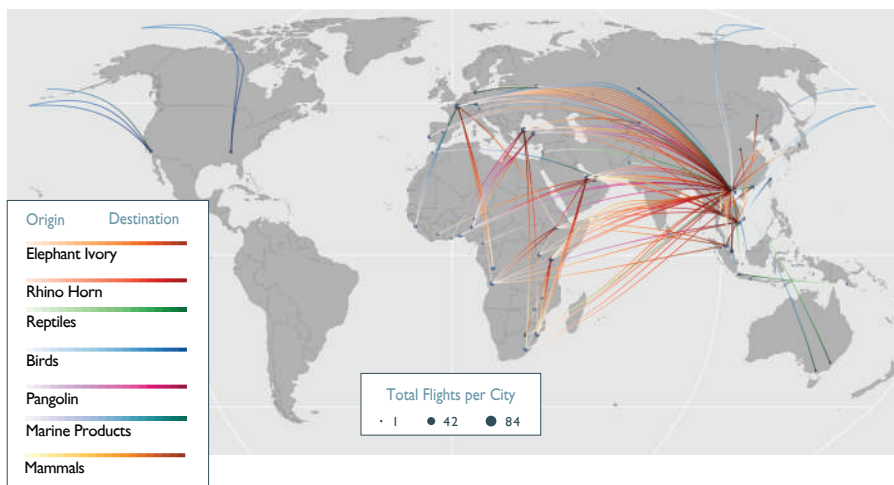 Origin Destination
Elephant Ivory
Rhino Horn
Reptiles
Birds
Pangolin
Marine Products
Mammals
Total Flights per City
1 42 84